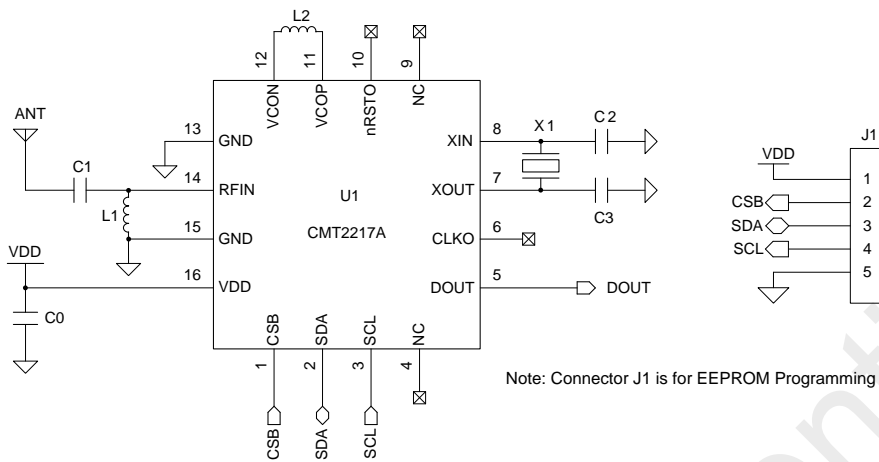 L2
12
11
10
9
VCON
VCOP
nRSTO
NC
ANT
C1
L1
VDD
C0
13
14
15
16
GND
RFIN
GND
VDD
U1
CMT2217A
XIN
XOUT
CLKO
DOUT
8
7
6
5
X1
C2
C3
DOUT
CSB
SDA
SCL
NC
1
2
3
4
CSB
SDA
SCL
J1
VDD
1
CSB 2
SDA 3
SCL 4
5
Note: Connector J1 is for EEPROM Programming